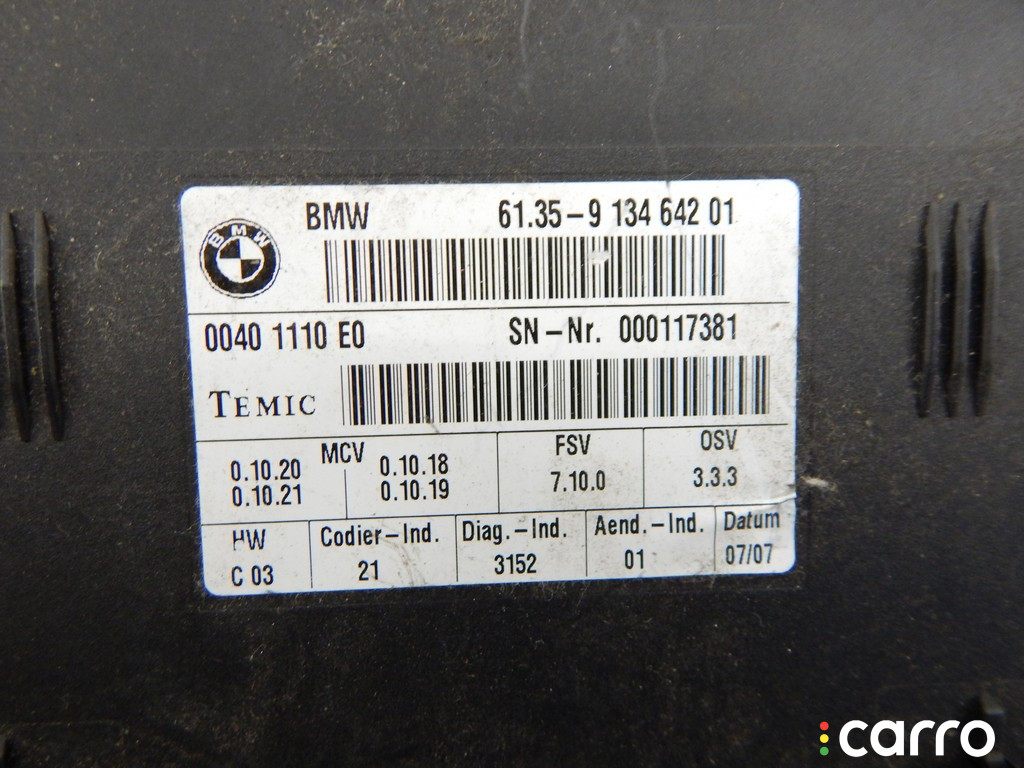 BMW 61.35-9 134 642 01
BMW
0040 1110 E0 SN-Nr. 000117381
TEMIC
MCV FSV OSV
0.10.20 0.10.18 7.10.0 3.3.3
0.10.21 0.10.19
HW Codier-Ind. Diag.-Ind. Aend.-Ind. Datum
C 03 21 3152 01 07/07
carro